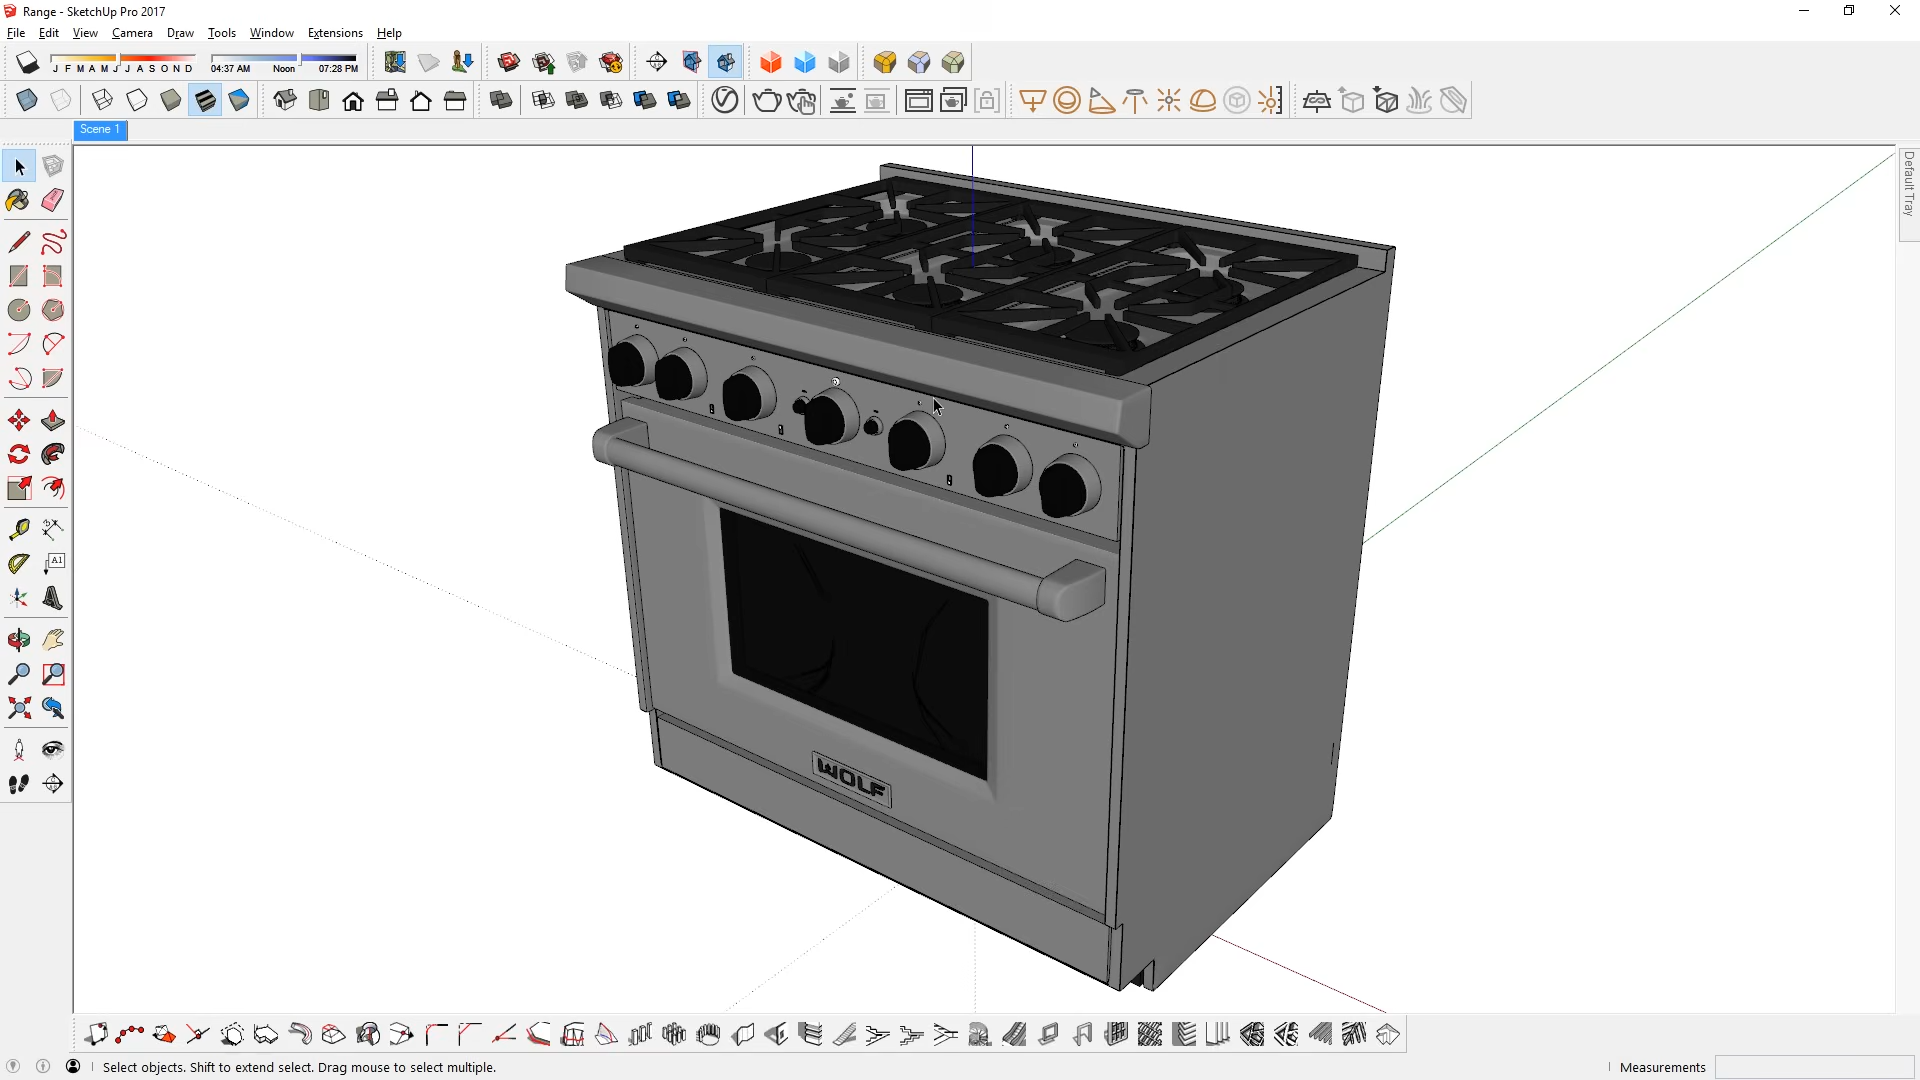 Range - SketchUp Pro 2017
File Edit View Camera Draw Tools Window Extensions Help
J F M A M J J A S O N D
04:37 AM Noon 07:28 PM
Scene 1
Default Tray
A1
WOLF
Select objects. Shift to extend select. Drag mouse to select multiple.
Measurements